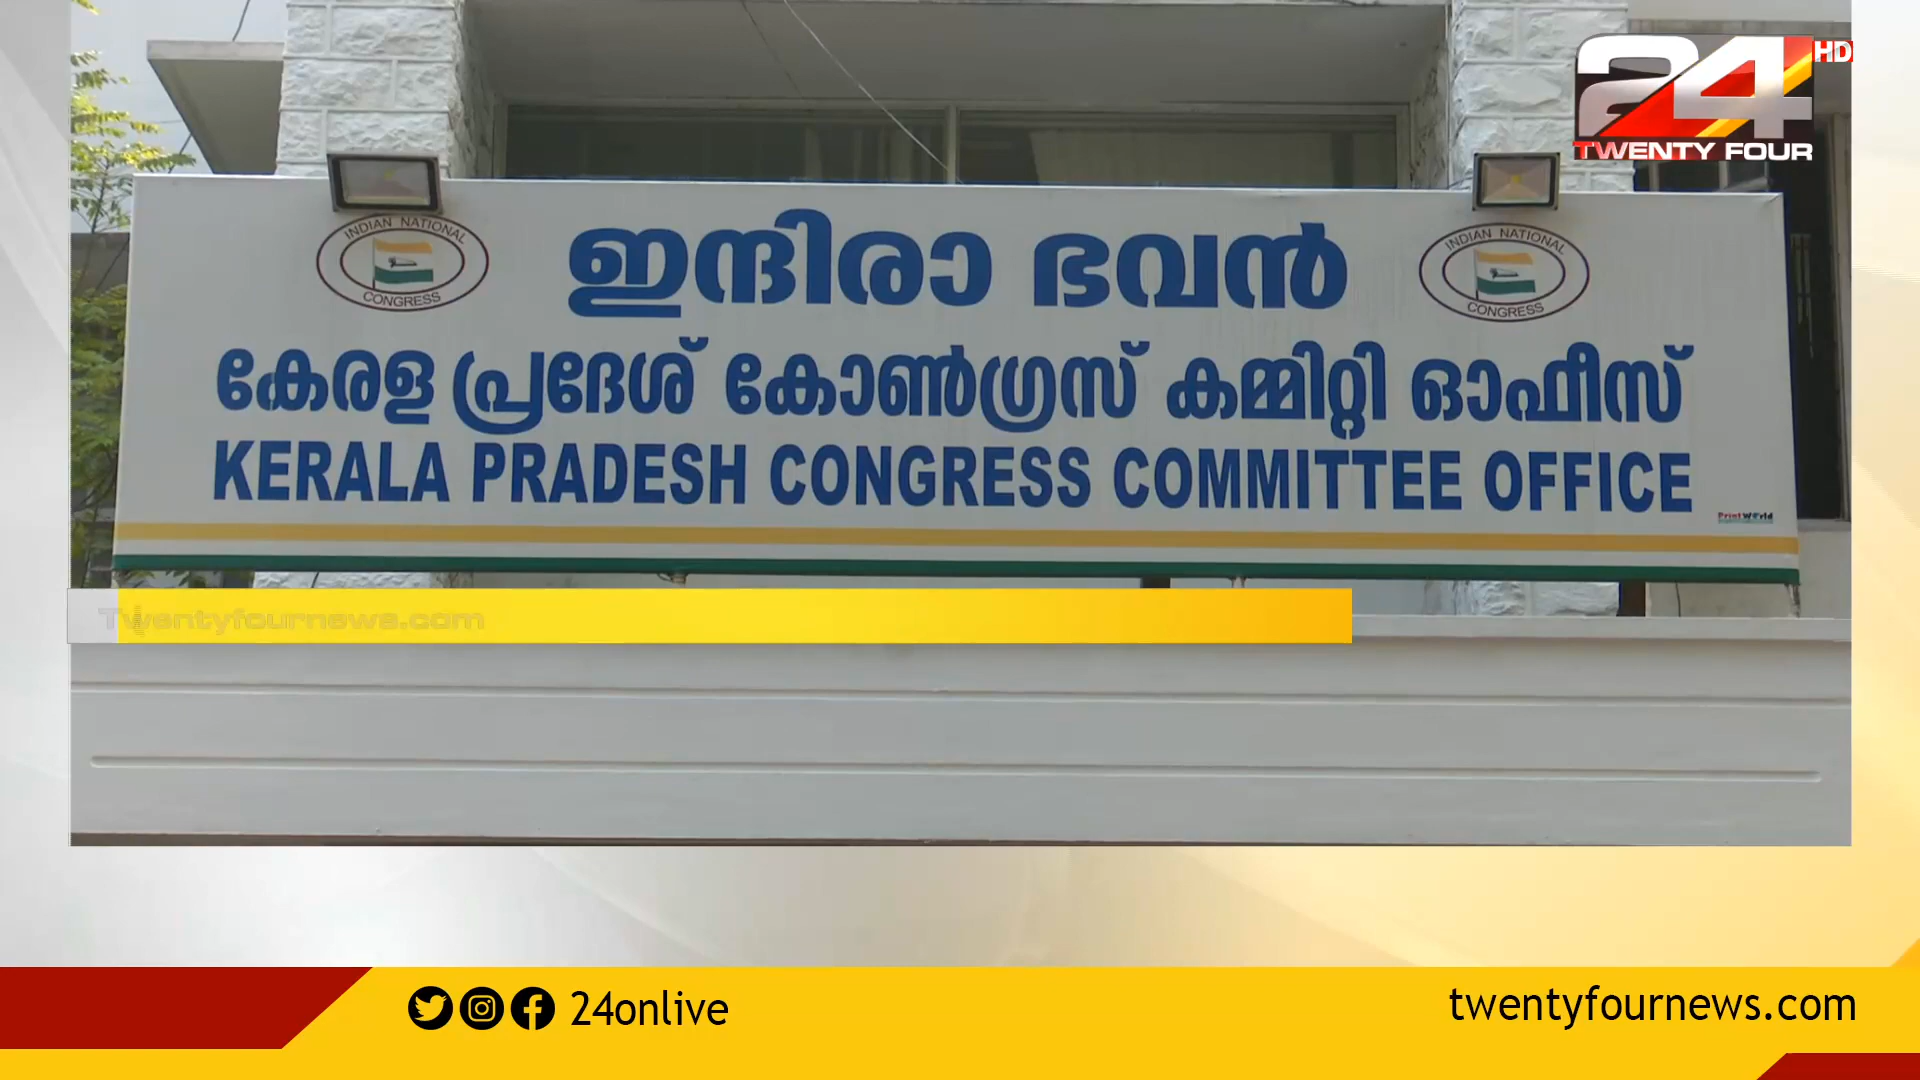 24 HD
TWENTY FOUR
INDIAN NATIONAL CONGRESS
ഇന്ദിരാ ഭവൻ
INDIAN NATIONAL CONGRESS
കേരള പ്രദേശ് കോൺഗ്രസ് കമ്മിറ്റി ഓഫീസ്
KERALA PRADESH CONGRESS COMMITTEE OFFICE
PrintWorld
Twentyfournews.com
24onlive
twentyfournews.com